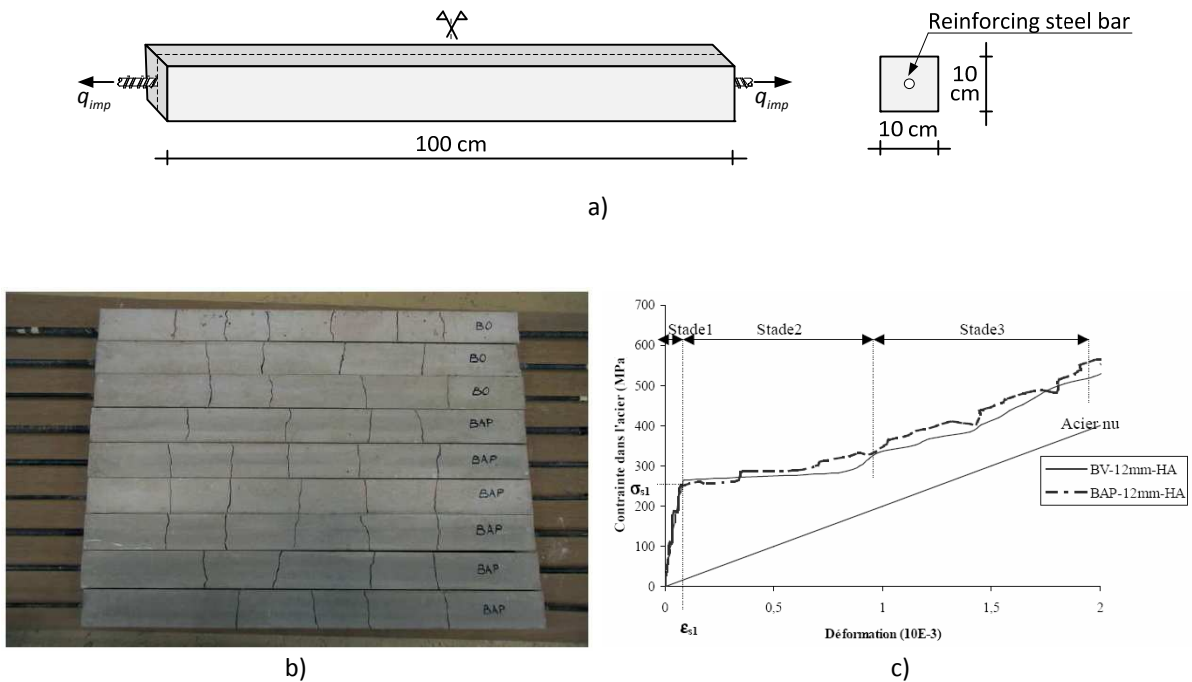 Reinforcing steel bar
q_imp
q_imp
10
cm
100 cm
10 cm
a)
BO
BO
BO
BAP
BAP
BAP
BAP
BAP
BAP
b)
Contrainte dans l'acier (MPa
700
600
500
400
300
200
100
0
σs1
Stade1
Stade2
Stade3
Acier nu
BV-12mm-HA
BAP-12mm-HA
0
0,5
1
1,5
2
εs1
Déformation (10E-3)
c)